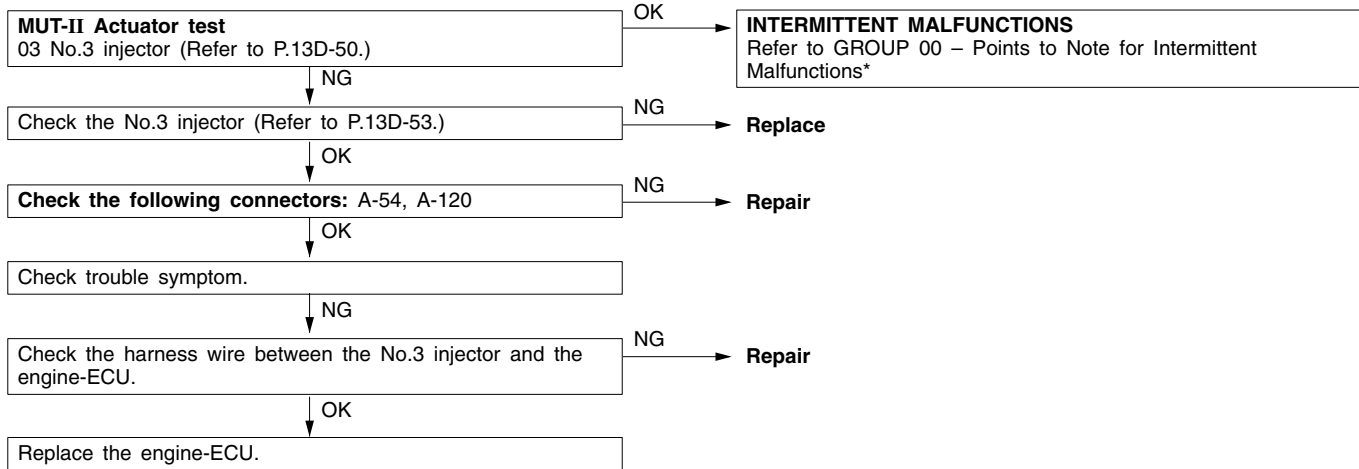 MUT-II Actuator test
03 No.3 injector (Refer to P.13D-50.)
OK
INTERMITTENT MALFUNCTIONS
Refer to GROUP 00 – Points to Note for Intermittent
Malfunctions*
NG
Check the No.3 injector (Refer to P.13D-53.)
NG
Replace
OK
Check the following connectors: A-54, A-120
NG
Repair
OK
Check trouble symptom.
NG
Check the harness wire between the No.3 injector and the
engine-ECU.
NG
Repair
OK
Replace the engine-ECU.